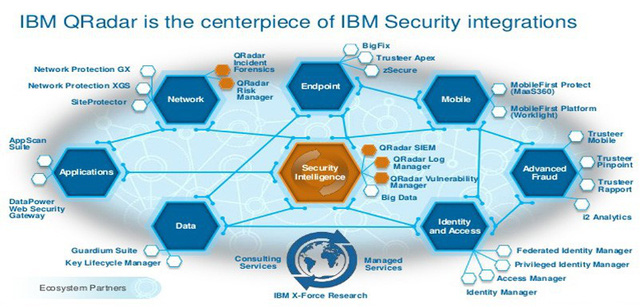 IBM QRadar is the centerpiece of IBM Security integrations
BigFix
Trusteer Apex
zSecure
QRadar
Incident
Forensics
QRadar
Risk
Manager
Network Protection GX
Network Protection XGS
SiteProtector
Network
Endpoint
Mobile
MobileFirst Protect
(MaaS360)
MobileFirst Platform
(Worklight)
AppScan
Suite
Applications
DataPower
Web Security
Gateway
Security
Intelligence
QRadar SIEM
QRadar Log
Manager
QRadar Vulnerability
Manager
Big Data
Advanced
Fraud
Trusteer
Mobile
Trusteer
Pinpoint
Trusteer
Rapport
i2 Analytics
Data
Guardium Suite
Key Lifecycle Manager
Consulting
Services
Managed
Services
IBM X-Force Research
Identity
and Access
Federated Identity Manager
Privileged Identity Manager
Access Manager
Identity Manager
Ecosystem Partners